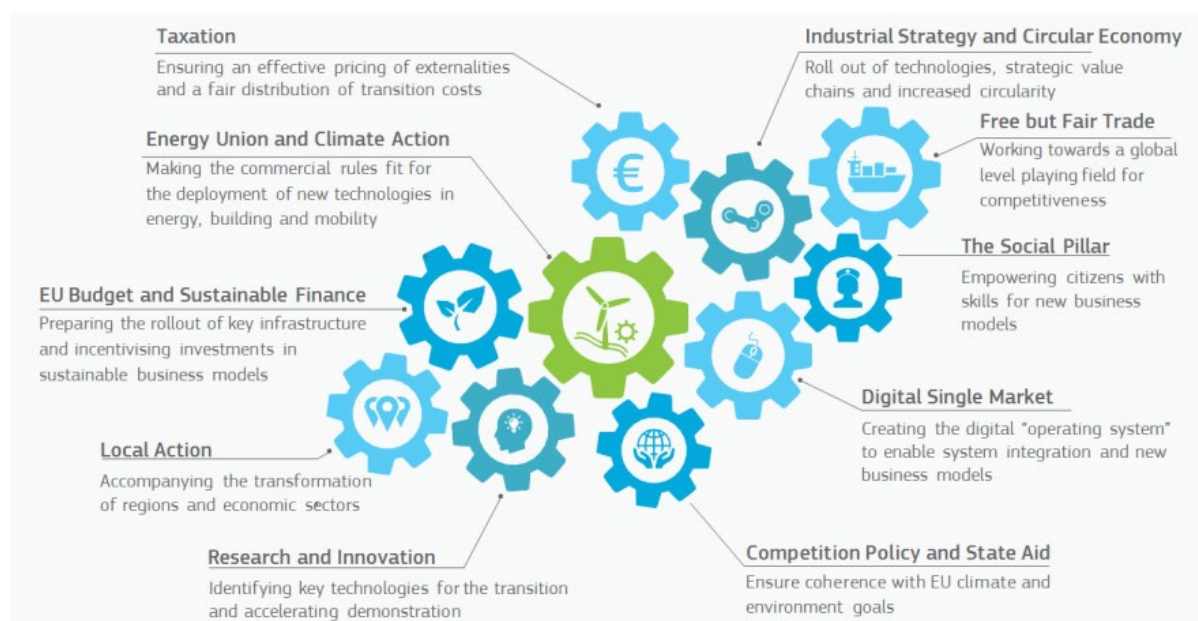 Taxation
Ensuring an effective pricing of externalities
and a fair distribution of transition costs
Energy Union and Climate Action
Making the commercial rules fit for
the deployment of new technologies in
energy, building and mobility
EU Budget and Sustainable Finance
Preparing the rollout of key infrastructure
and incentivising investments in
sustainable business models
Local Action
Accompanying the transformation
of regions and economic sectors
Research and Innovation
Identifying key technologies for the transition
and accelerating demonstration
€
Industrial Strategy and Circular Economy
Roll out of technologies, strategic value
chains and increased circularity
Free but Fair Trade
Working towards a global
level playing field for
competitiveness
The Social Pillar
Empowering citizens with
skills for new business
models
Digital Single Market
Creating the digital "operating system"
to enable system integration and new
business models
Competition Policy and State Aid
Ensure coherence with EU climate and
environment goals